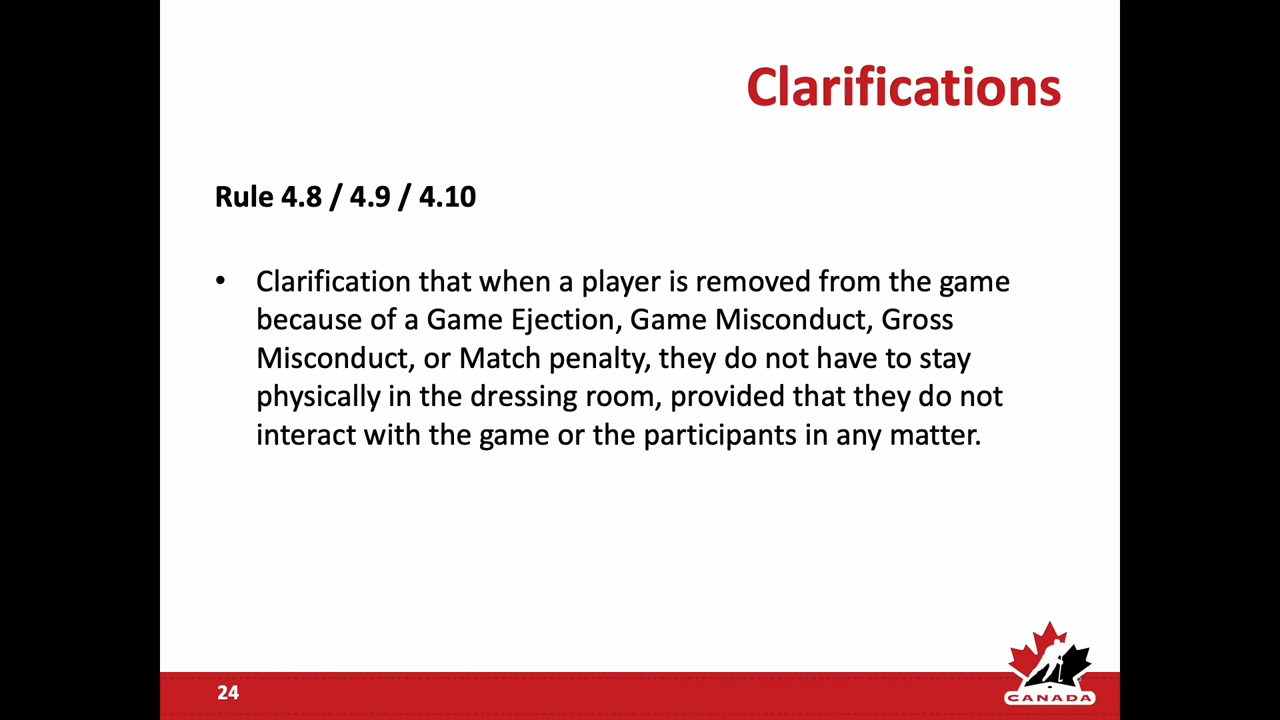 Clarifications
Rule 4.8 / 4.9 / 4.10
• Clarification that when a player is removed from the game
because of a Game Ejection, Game Misconduct, Gross
Misconduct, or Match penalty, they do not have to stay
physically in the dressing room, provided that they do not
interact with the game or the participants in any matter.
24
CANADA